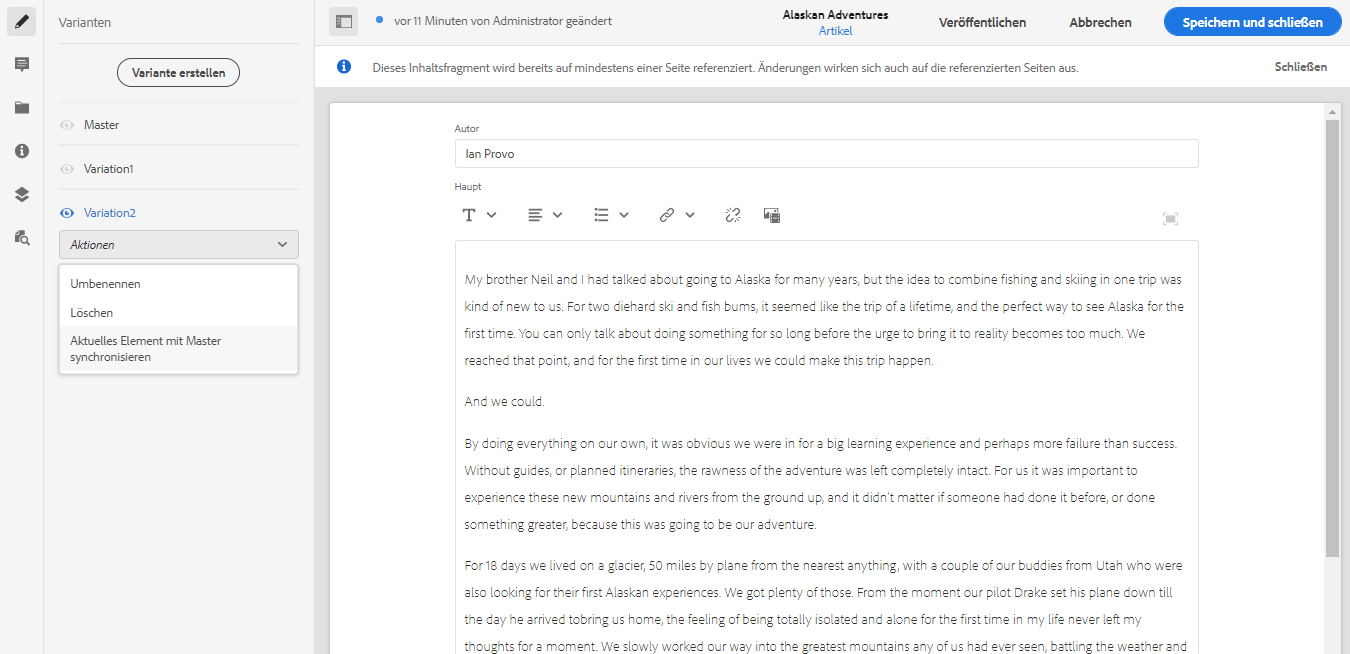 Varianten
Variante erstellen
Master
Variation1
Variation2
Aktionen
Umbenennen
Löschen
Aktuelles Element mit Master
synchronisieren
vor 11 Minuten von Administrator geändert
Alaskan Adventures
Artikel
Veröffentlichen
Abbrechen
Speichern und schließen
Dieses Inhaltsfragment wird bereits auf mindestens einer Seite referenziert. Änderungen wirken sich auch auf die referenzierten Seiten aus.
Schließen
Autor
Ian Provo
Haupt
My brother Neil and I had talked about going to Alaska for many years, but the idea to combine fishing and skiing in one trip was
kind of new to us. For two diehard ski and fish bums, it seemed like the trip of a lifetime, and the perfect way to see Alaska for the
first time. You can only talk about doing something for so long before the urge to bring it to reality becomes too much. We
reached that point, and for the first time in our lives we could make this trip happen.
And we could.
By doing everything on our own, it was obvious we were in for a big learning experience and perhaps more failure than success.
Without guides, or planned itineraries, the rawness of the adventure was left completely intact. For us it was important to
experience these new mountains and rivers from the ground up, and it didn't matter if someone had done it before, or done
something greater, because this was going to be our adventure.
For 18 days we lived on a glacier, 50 miles by plane from the nearest anything, with a couple of our buddies from Utah who were
also looking for their first Alaskan experiences. We got plenty of those. From the moment our pilot Drake set his plane down till
the day he arrived tobring us home, the feeling of being totally isolated and alone for the first time in my life never left my
thoughts for a moment. We slowly worked our way into the greatest mountains any of us had ever seen, battling the weather and